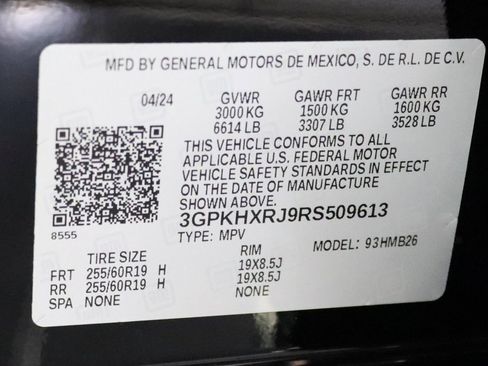 MFD BY GENERAL MOTORS DE MEXICO, S. DE R.L. DE C.V.
04/24 GVWR GAWR FRT GAWR RR
3000 KG 1500 KG 1600 KG
6614 LB 3307 LB 3528 LB
THIS VEHICLE CONFORMS TO ALL
APPLICABLE U.S. FEDERAL MOTOR
VEHICLE SAFETY STANDARDS IN EFFECT
ON THE DATE OF MANUFACTURE
SHOWN ABOVE.
8555
3GPKHXRJ9RS509613
TYPE: MPV MODEL: 93HMB26
TIRE SIZE RIM
FRT 255/60R19 H 19X8.5J
RR 255/60R19 H 19X8.5J
SPA NONE NONE